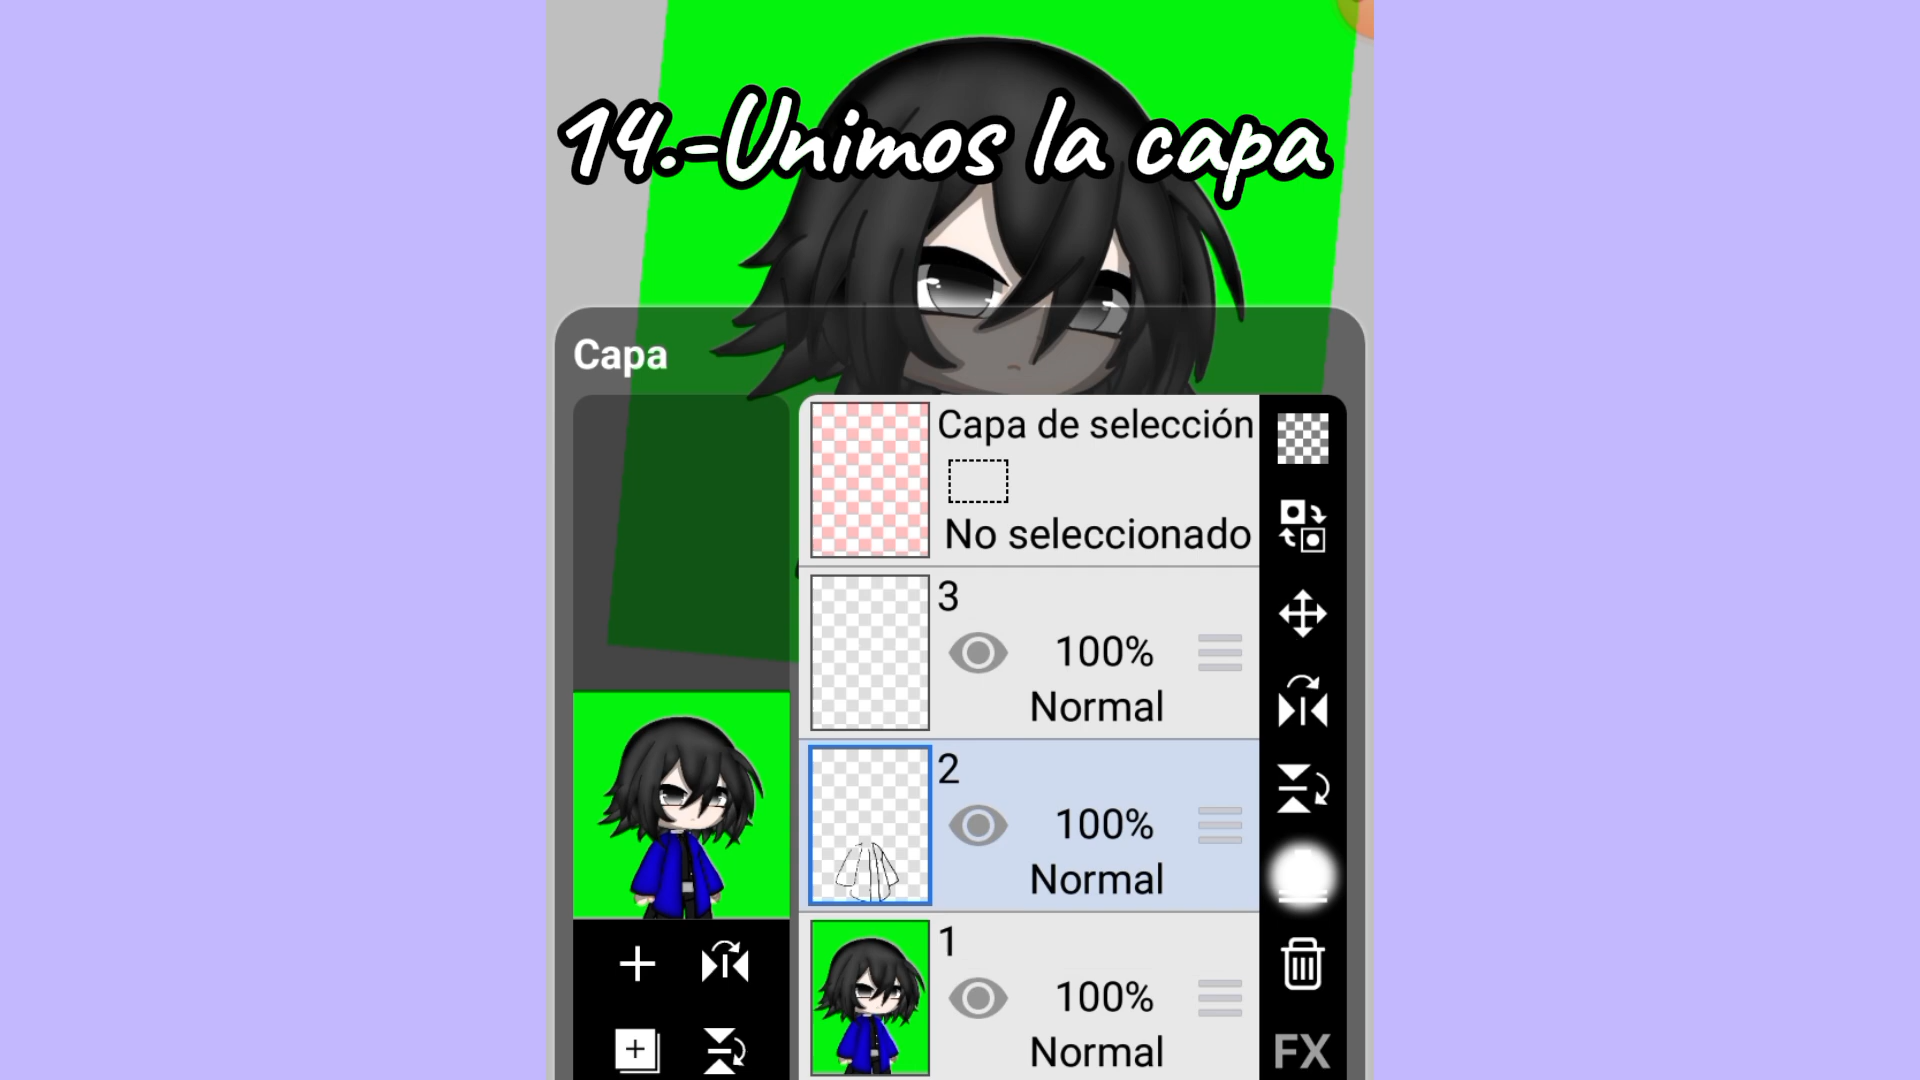 14.-Unimos la capa
Capa
Capa de selección
No seleccionado
3
100%
Normal
2
100%
Normal
1
100%
Normal
FX